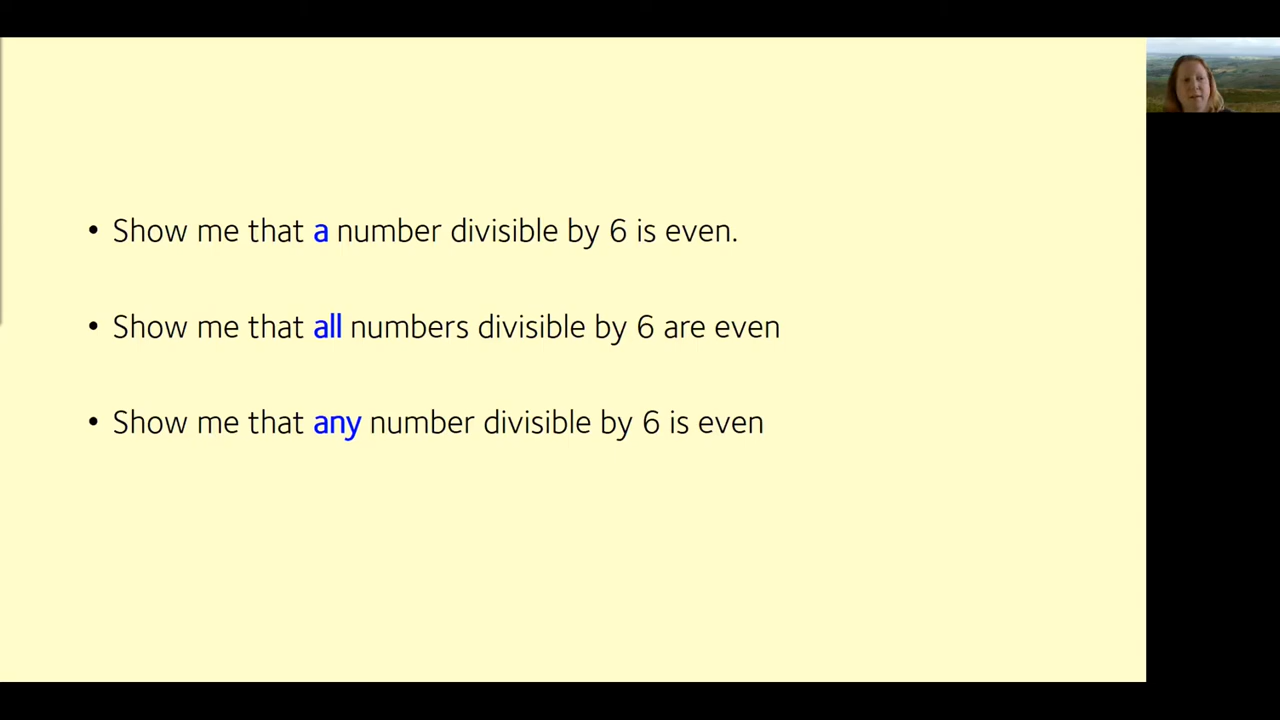 • Show me that a number divisible by 6 is even.
• Show me that all numbers divisible by 6 are even
• Show me that any number divisible by 6 is even